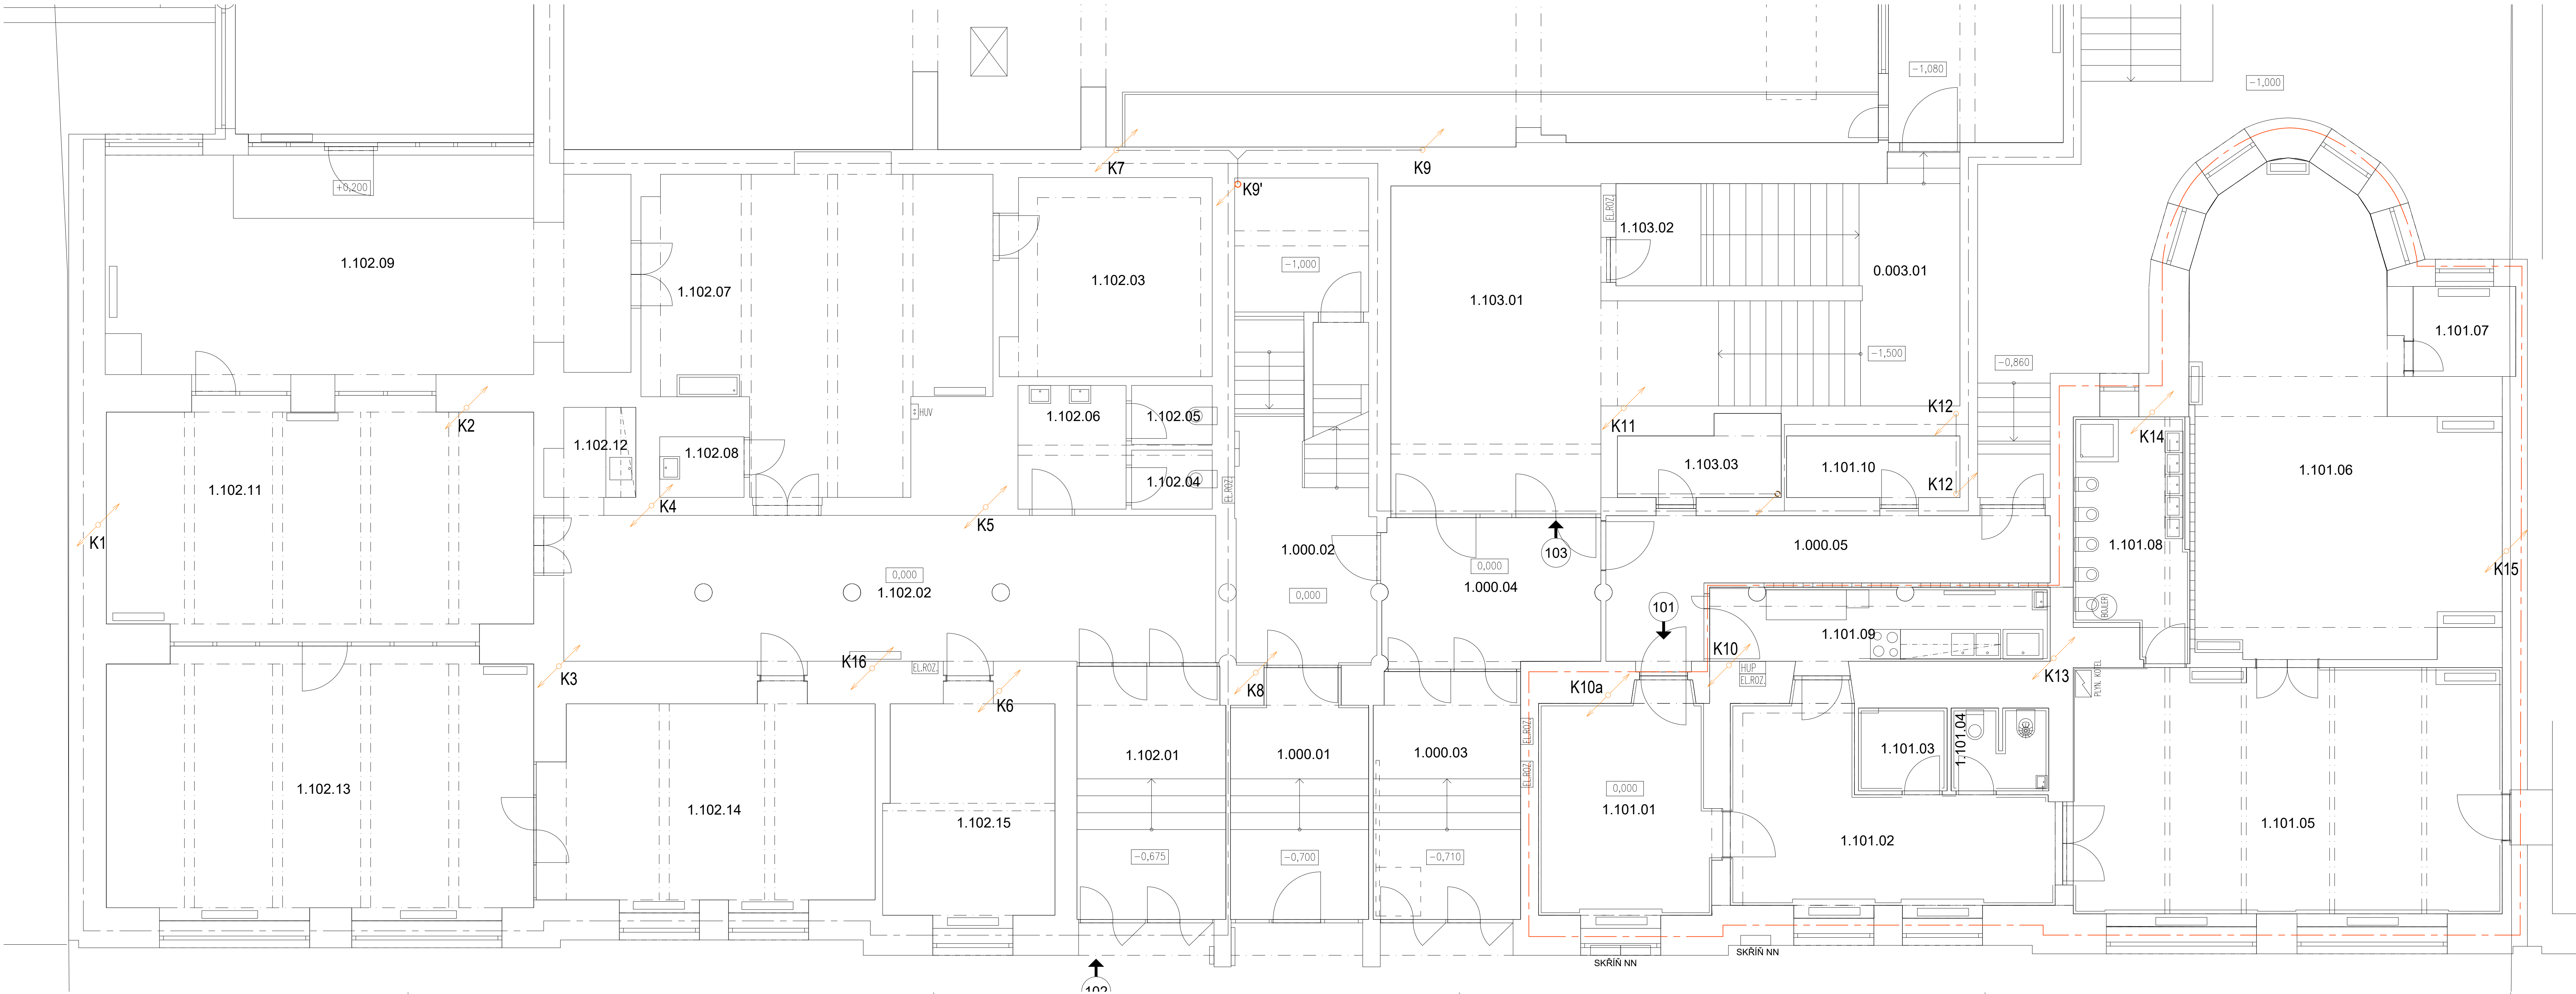 -1,080
-1,000
K7
K9
+0,200
K9'
EL.ROZ.
1.103.02
1.102.09
-1,000
0.003.01
1.102.03
1.102.07
1.103.01
1.101.07
-1,500
-0,860
K2
HUV
1.102.06
1.102.05
K11
K12
K14
1.102.12
1.102.08
1.103.03
1.101.10
1.101.06
1.102.04
K12
1.102.11
EL.ROZ.
K4
K5
K1
1.000.02
103
1.000.05
1.101.08
0,000
1.102.02
0,000
1.000.04
K15
0,000
101
BOJLER
1.101.09
K16
EL.ROZ.
K10
HUP
EL.ROZ.
K13
PLYN. KOTEL
K3
K6
K8
K10a
EL.ROZ.
1.102.01
1.000.01
1.000.03
1.101.03
1.101.04
EL.ROZ.
1.102.13
0,000
1.102.14
1.101.01
1.102.15
1.101.05
1.101.02
-0,675
-0,700
-0,710
SKŘÍŇ NN
SKŘÍŇ NN
102